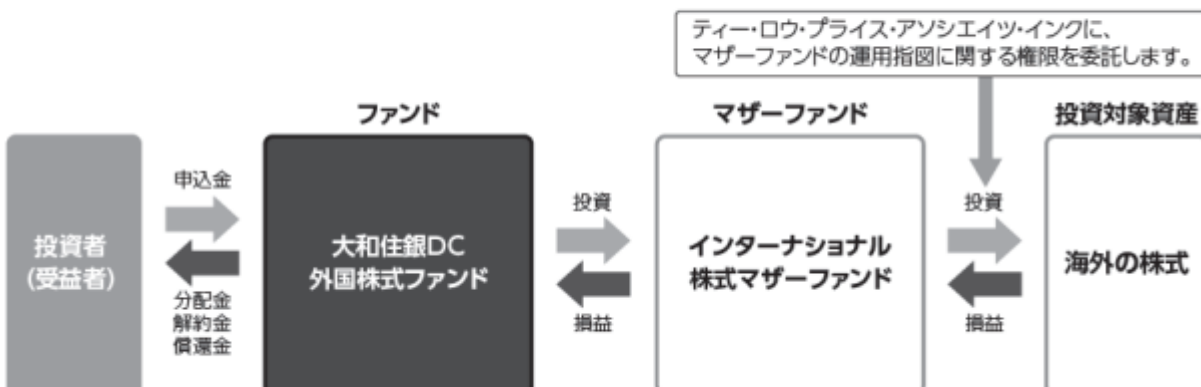 ティー・ロウ・プライス・アソシエイツ・インクに、
マザーファンドの運用指図に関する権限を委託します。
ファンド
マザーファンド
投資対象資産
投資者
(受益者)
申込金
分配金
解約金
償還金
大和住銀DC
外国株式ファンド
投資
損益
インターナショナル
株式マザーファンド
投資
損益
海外の株式